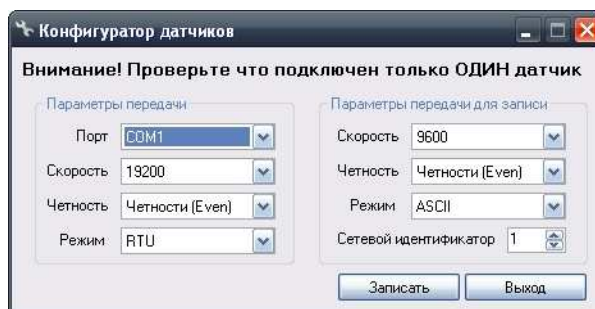 Конфигуратор датчиков
Внимание! Проверьте что подключен только ОДИН датчик
Параметры передачи
Порт COM1
Скорость 19200
Четность Четности (Even)
Режим RTU
Параметры передачи для записи
Скорость 9600
Четность Четности (Even)
Режим ASCII
Сетевой идентификатор 1
Записать Выход